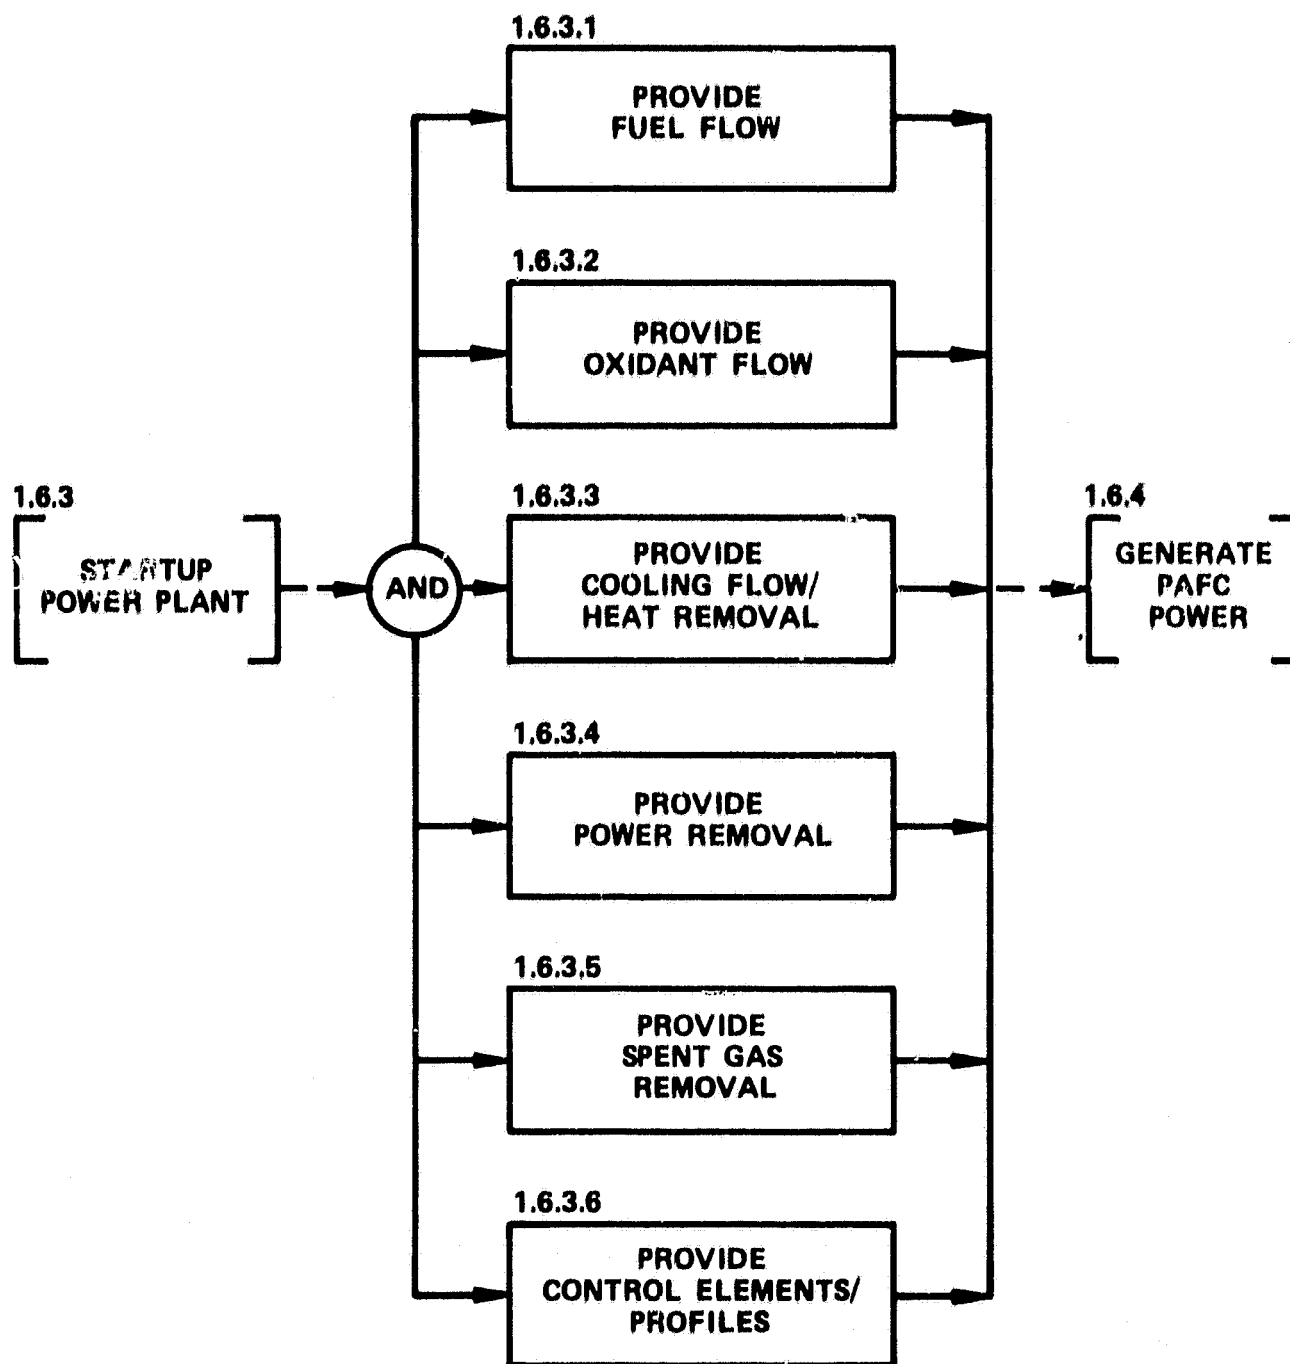 1.6.3.1
PROVIDE
FUEL FLOW
1.6.3.2
PROVIDE
OXIDANT FLOW
1.6.3
STARTUP
POWER PLANT
AND
1.6.3.3
PROVIDE
COOLING FLOW/
HEAT REMOVAL
1.6.4
GENERATE
PAFC
POWER
1.6.3.4
PROVIDE
POWER REMOVAL
1.6.3.5
PROVIDE
SPENT GAS
REMOVAL
1.6.3.6
PROVIDE
CONTROL ELEMENTS/
PROFILES